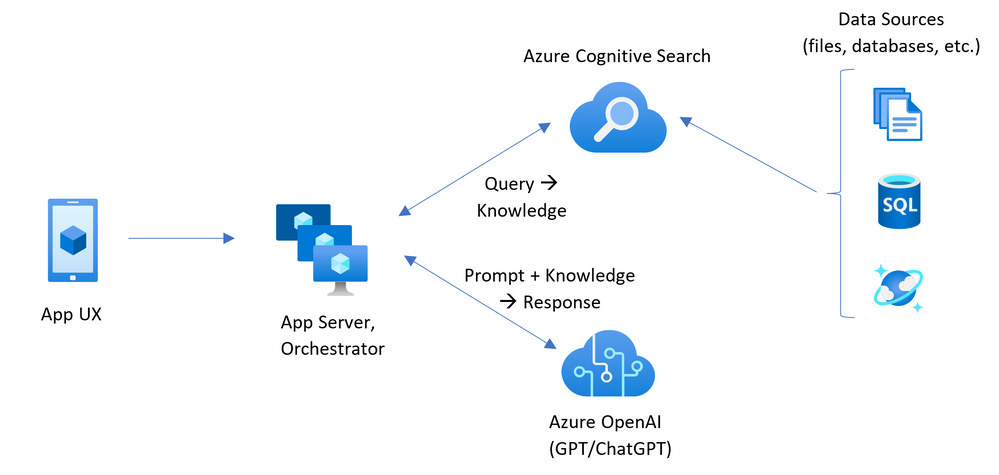 Data Sources
(files, databases, etc.)
Azure Cognitive Search
Query →
Knowledge
SQL
Prompt + Knowledge
→ Response
App UX
App Server,
Orchestrator
Azure OpenAI
(GPT/ChatGPT)